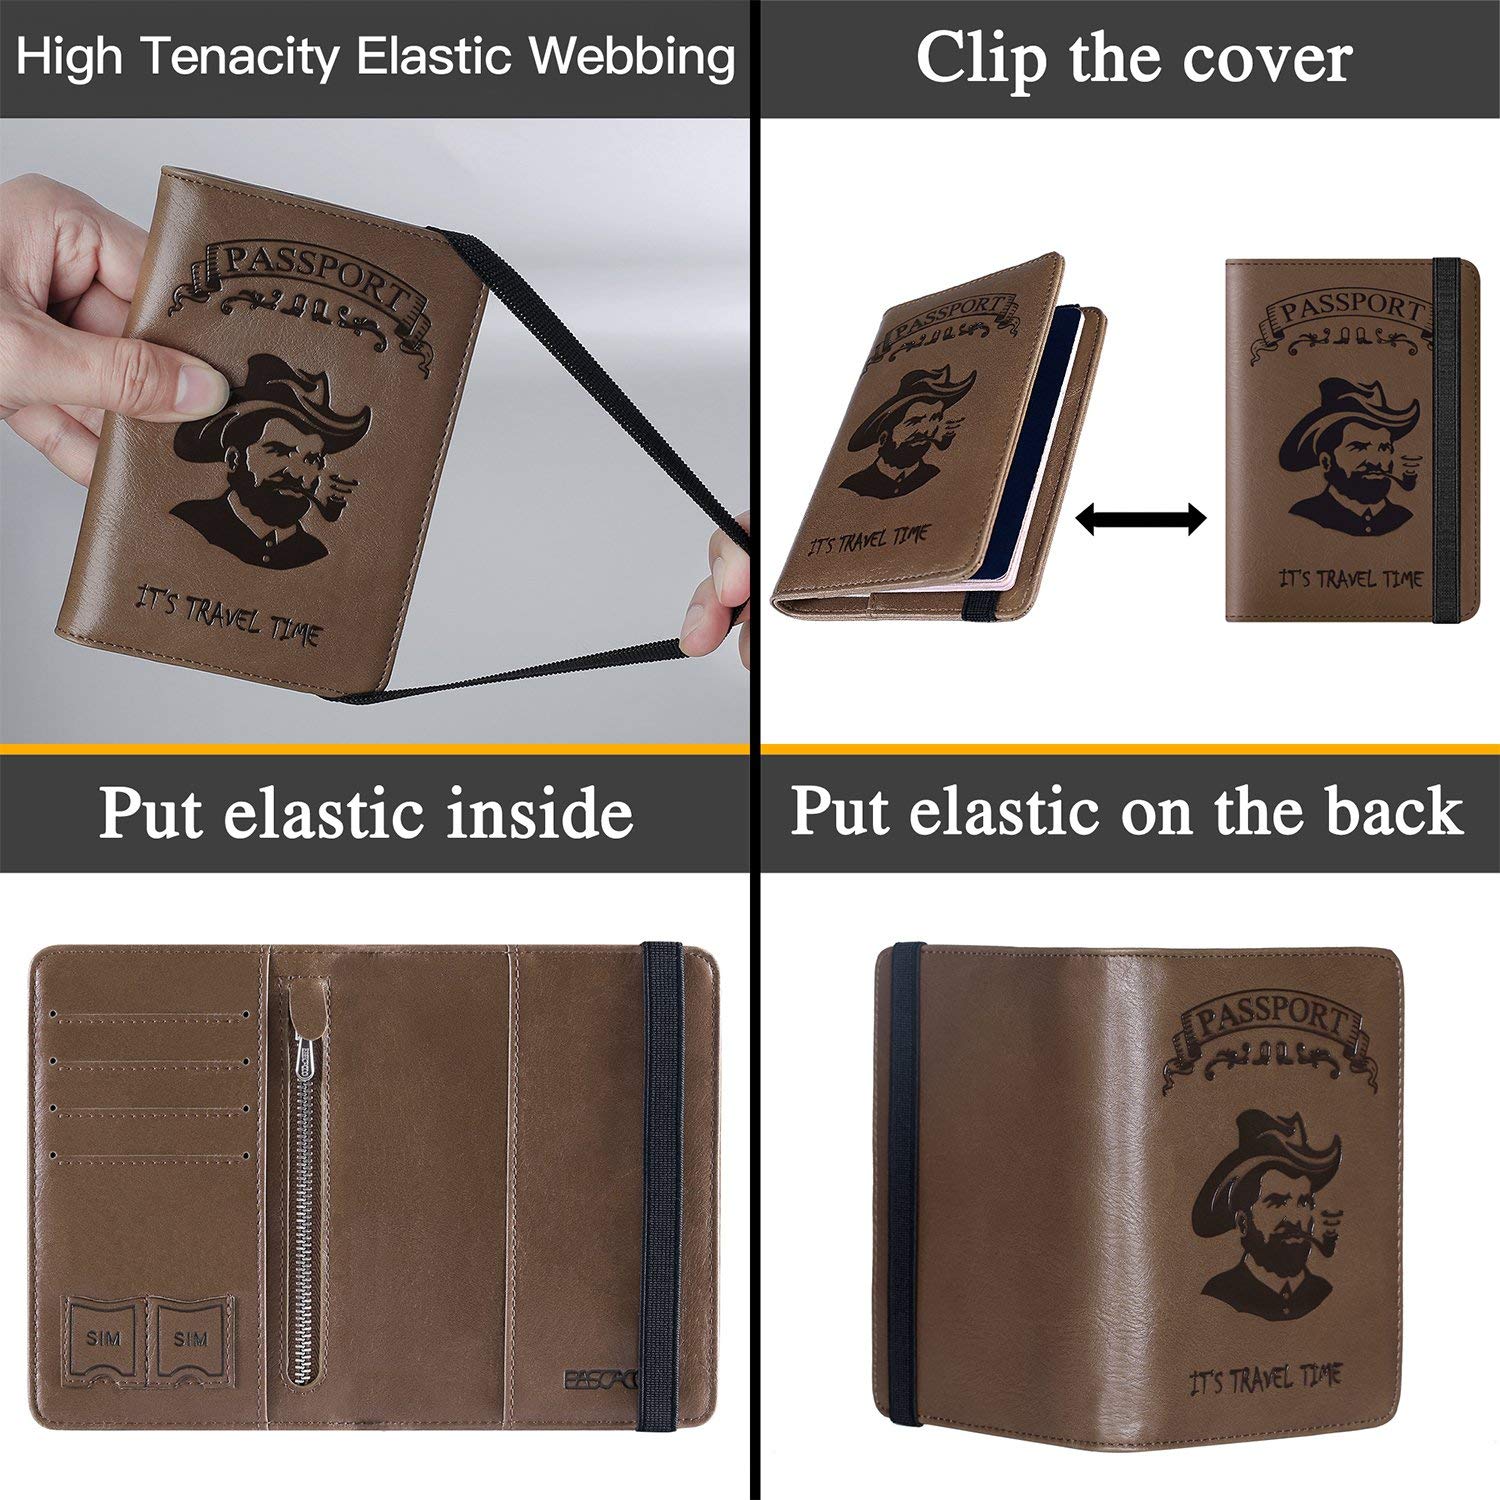 High Tenacity Elastic Webbing
Clip the cover
PASSPORT
IT'S TRAVEL TIME
PASSPORT
IT'S TRAVEL TIME
PASSPORT
IT'S TRAVEL TIME
Put elastic inside
Put elastic on the back
SIM
SIM
PASSPORT
IT'S TRAVEL TIME